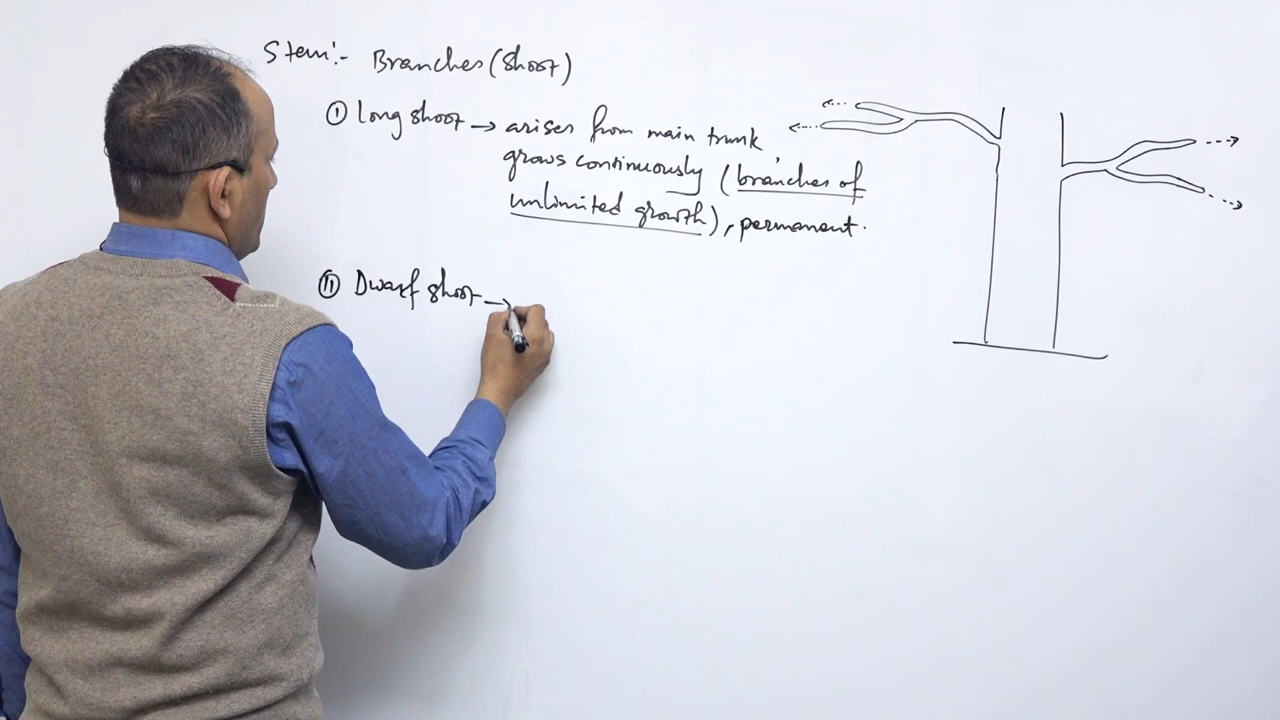 Stem:- Branches (Shoot)
① Long shoot → arises from main trunk
grows continuously (branches of
unlimited growth), permanent.
② Dwarf shoot →